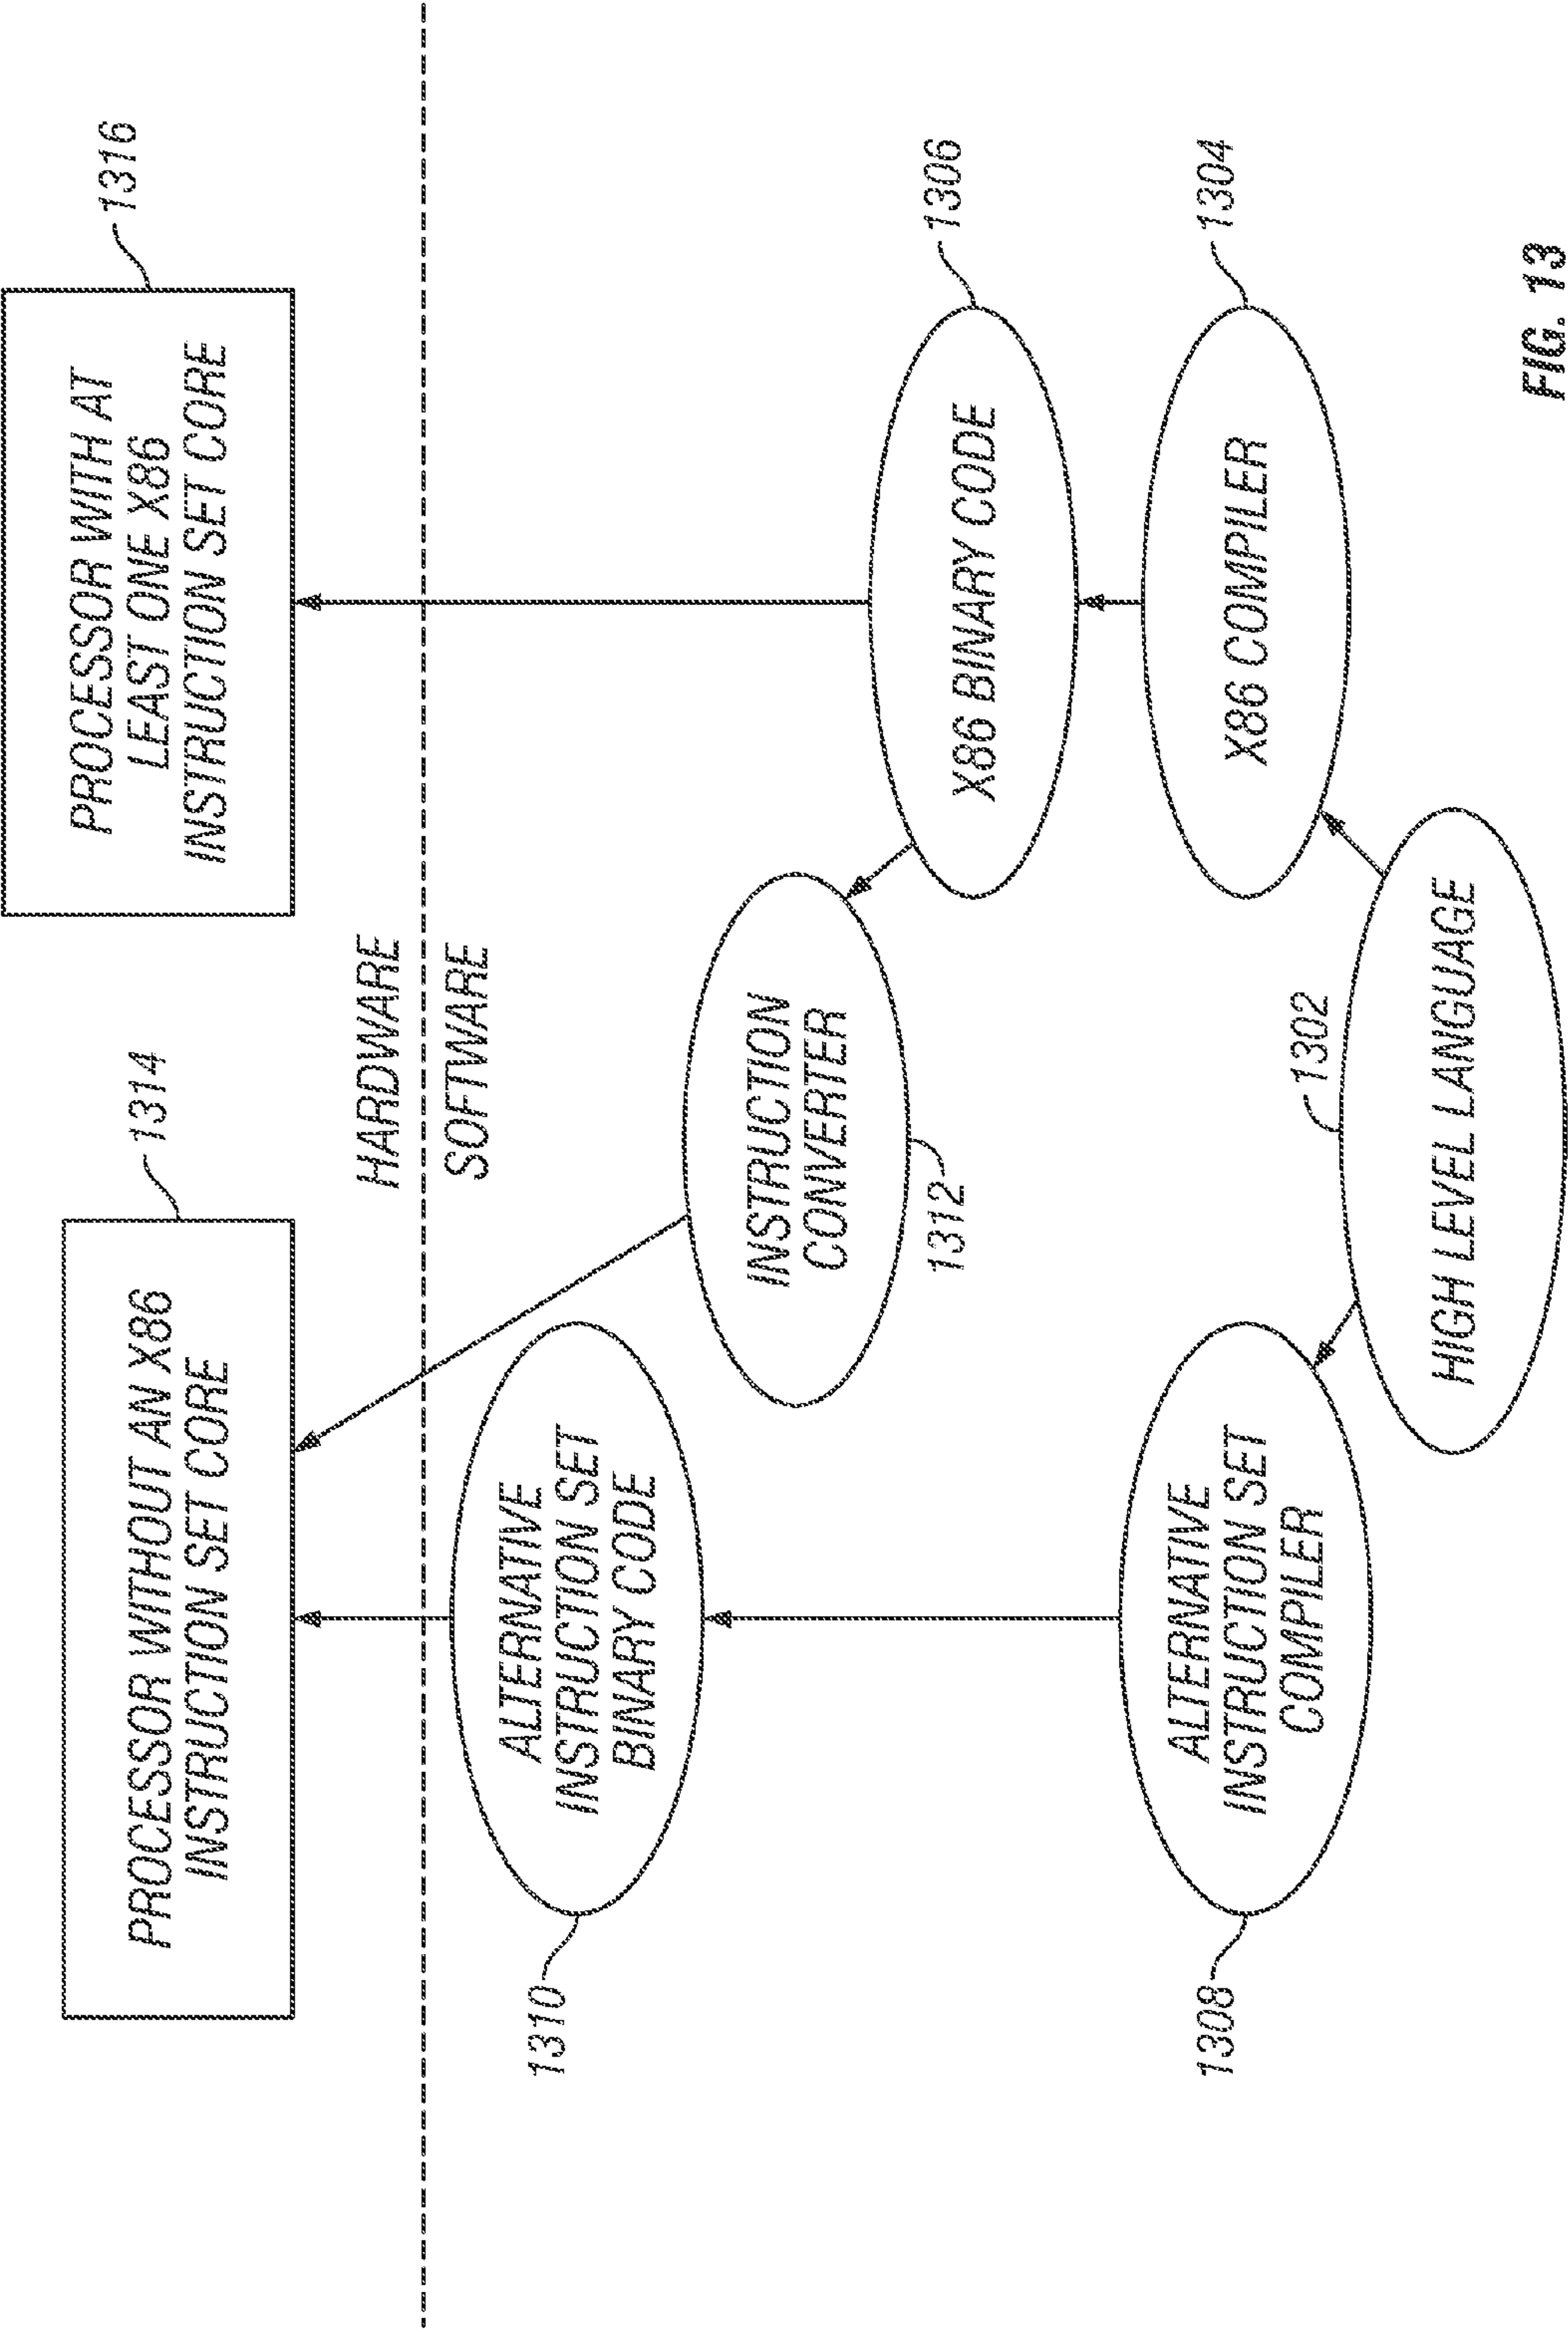 PROCESSOR WITHOUT AN X86
INSTRUCTION SET CORE
1314
PROCESSOR WITH AT
LEAST ONE X86
INSTRUCTION SET CORE
1316
HARDWARE
SOFTWARE
1310
ALTERNATIVE
INSTRUCTION SET
BINARY CODE
INSTRUCTION
CONVERTER
1312
X86 BINARY CODE
1306
1308
ALTERNATIVE
INSTRUCTION SET
COMPILER
X86 COMPILER
1304
1302
HIGH LEVEL LANGUAGE
FIG. 13